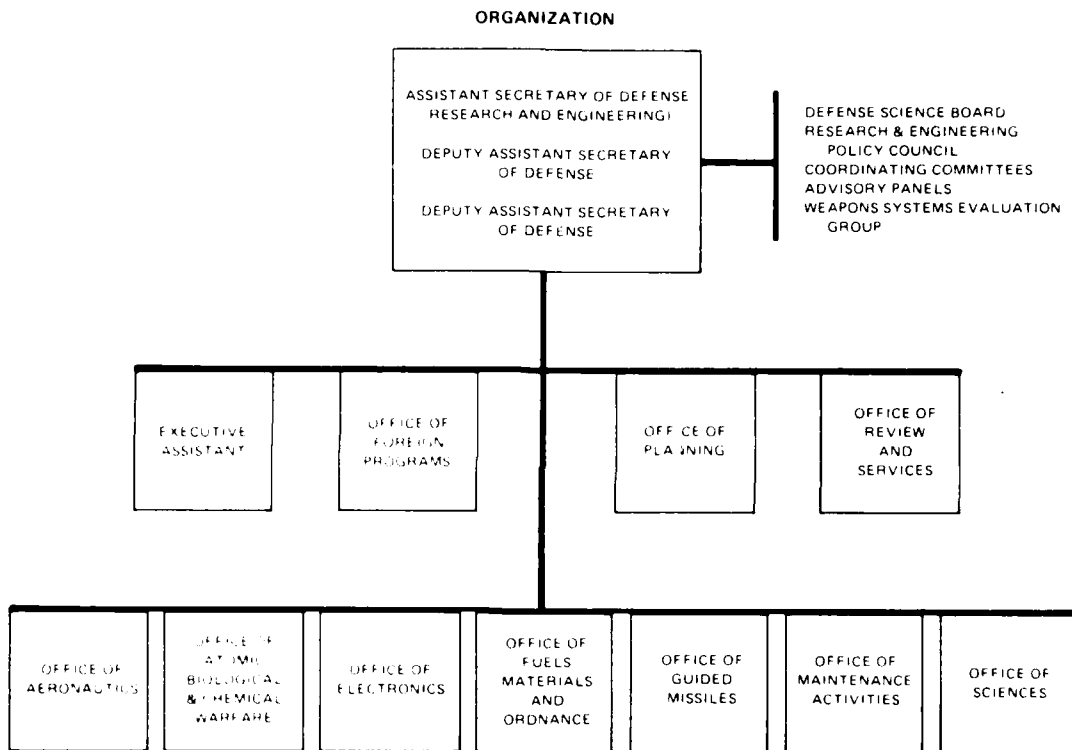 ORGANIZATION
ASSISTANT SECRETARY OF DEFENSE
RESEARCH AND ENGINEERING)
DEPUTY ASSISTANT SECRETARY
OF DEFENSE
DEPUTY ASSISTANT SECRETARY
OF DEFENSE
DEFENSE SCIENCE BOARD
RESEARCH & ENGINEERING
POLICY COUNCIL
COORDINATING COMMITTEES
ADVISORY PANELS
WEAPONS SYSTEMS EVALUATION
GROUP
EXECUTIVE
ASSISTANT
OFFICE OF
FOREIGN
PROGRAMS
OFFICE OF
PLANNING
OFFICE OF
REVIEW
AND
SERVICES
OFFICE OF
AERONAUTICS
OFFICE OF
ATOMIC
BIOLOGICAL
& CHEMICAL
WARFARE
OFFICE OF
ELECTRONICS
OFFICE OF
FUELS
MATERIALS
AND
ORDNANCE
OFFICE OF
GUIDED
MISSILES
OFFICE OF
MAINTENANCE
ACTIVITIES
OFFICE OF
SCIENCES